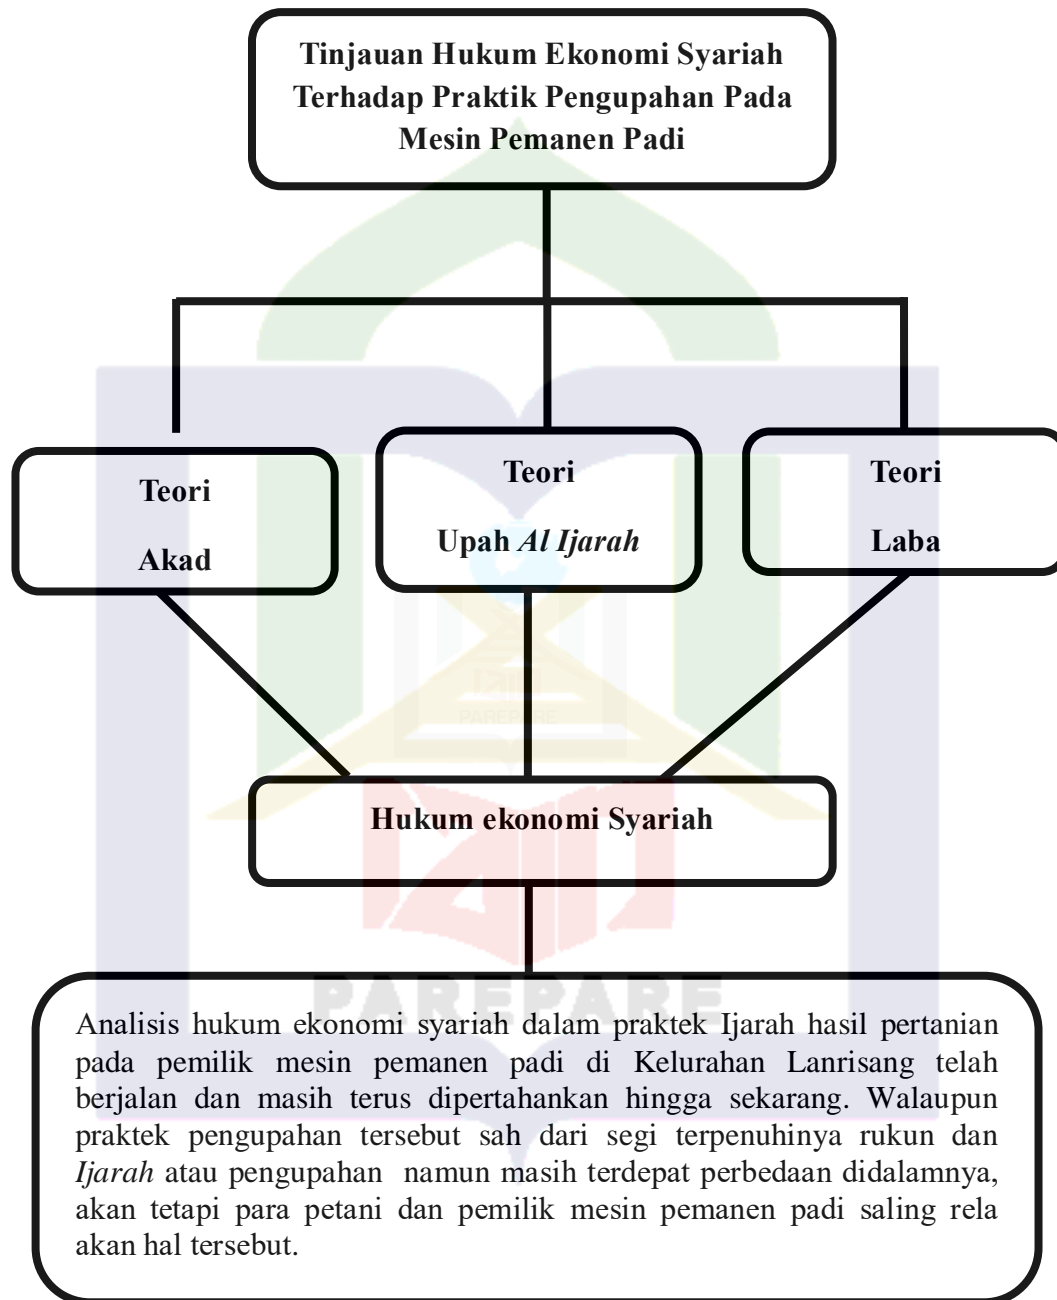 Tinjauan Hukum Ekonomi Syariah
Terhadap Praktik Pengupahan Pada
Mesin Pemanen Padi
Teori
Akad
Teori
Upah Al Ijarah
Teori
Laba
PAREPARE
Hukum ekonomi Syariah
PAREPARE
Analisis hukum ekonomi syariah dalam praktek Ijarah hasil pertanian
pada pemilik mesin pemanen padi di Kelurahan Lanrisang telah
berjalan dan masih terus dipertahankan hingga sekarang. Walaupun
praktek pengupahan tersebut sah dari segi terpenuhinya rukun dan
Ijarah atau pengupahan  namun masih terdepat perbedaan didalamnya,
akan tetapi para petani dan pemilik mesin pemanen padi saling rela
akan hal tersebut.